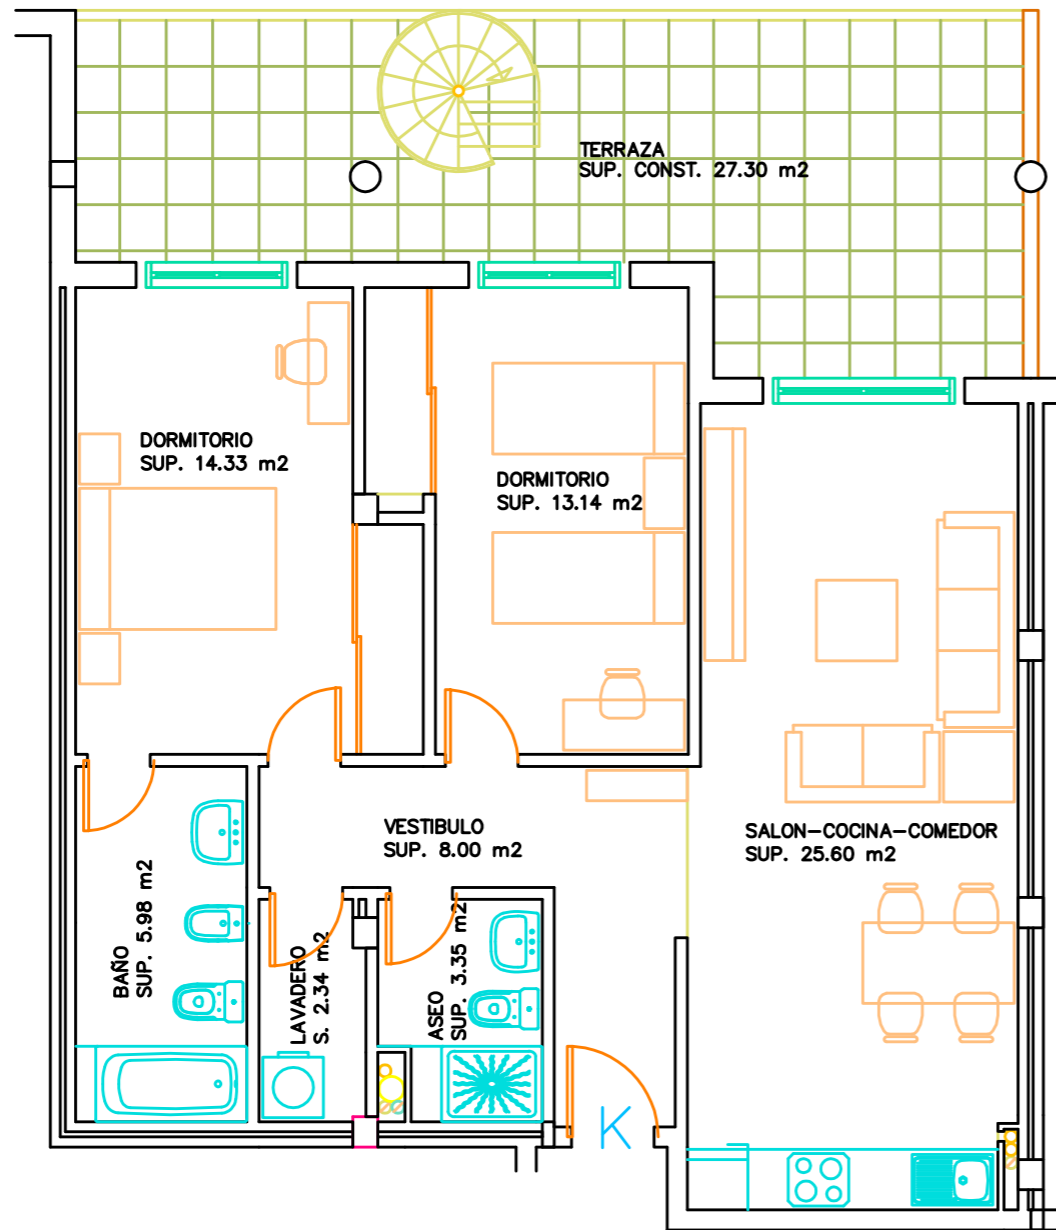 TERRAZA
SUP. CONST. 27.30 m2
DORMITORIO
SUP. 14.33 m2
DORMITORIO
SUP. 13.14 m2
VESTIBULO
SUP. 8.00 m2
SALON-COCINA-COMEDOR
SUP. 25.60 m2
BAÑO
SUP. 5.98 m2
LAVADERO
S. 2.34 m2
ASEO
SUP. 3.35 m2
K